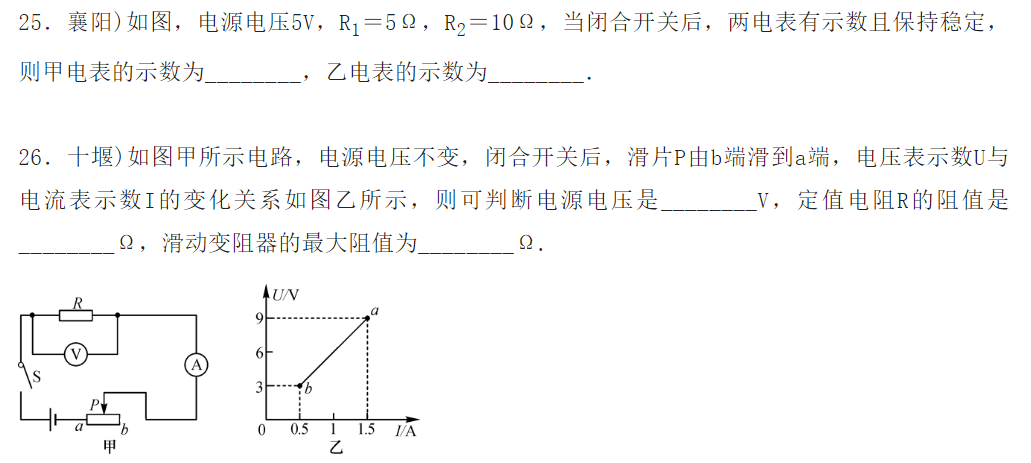 25．襄阳)如图，电源电压5V，R₁＝5Ω，R₂＝10Ω，当闭合开关后，两电表有示数且保持稳定，
则甲电表的示数为________，乙电表的示数为________．
26．十堰)如图甲所示电路，电源电压不变，闭合开关后，滑片P由b端滑到a端，电压表示数U与
电流表示数I的变化关系如图乙所示，则可判断电源电压是________V，定值电阻R的阻值是
________Ω，滑动变阻器的最大阻值为________Ω．
R
V
A
S
P
a
b
甲
U/V
9
6
3
a
b
0 0.5 1 1.5 I/A
乙